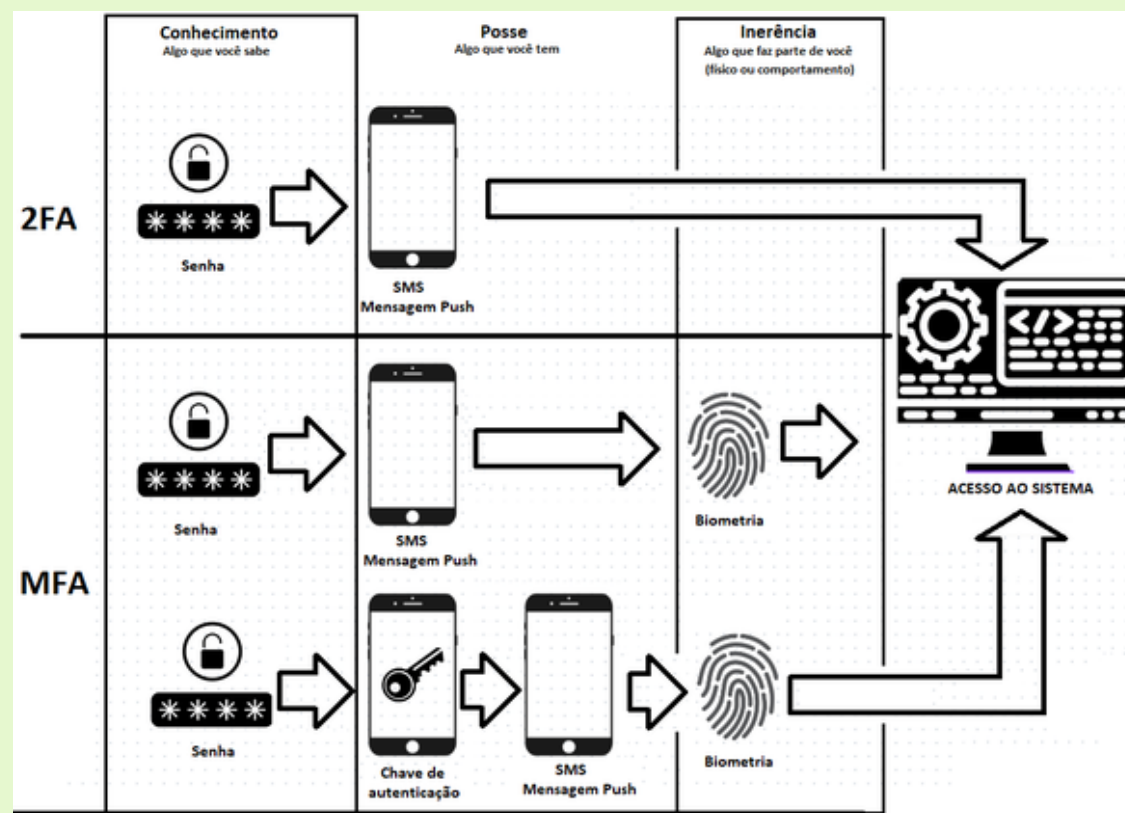 Conhecimento
Algo que você sabe
Posse
Algo que você tem
Inerência
Algo que faz parte de você
(físico ou comportamento)
2FA
****
Senha
SMS
Mensagem Push
</>
ACESSO AO SISTEMA
MFA
****
Senha
SMS
Mensagem Push
Biometria
****
Senha
Chave de
autenticação
SMS
Mensagem Push
Biometria